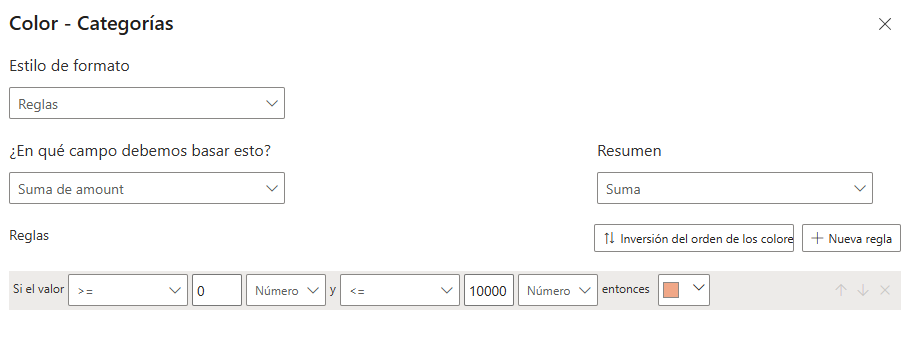 Color - Categorías
Estilo de formato
Reglas
¿En qué campo debemos basar esto?
Resumen
Suma de amount
Suma
Reglas
Inversión del orden de los colore
Nueva regla
Si el valor >= 0 Número y <= 10000 Número entonces